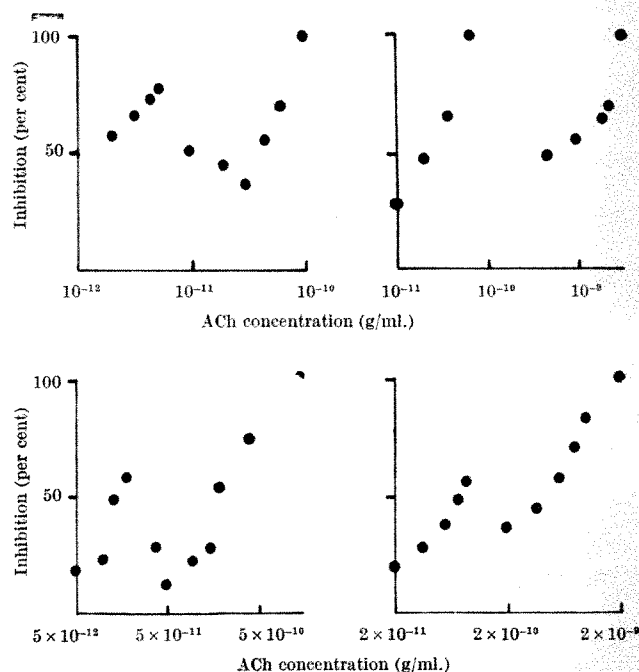 100
50
Inhibition (per cent)
10⁻¹²
10⁻¹¹
10⁻¹⁰
10⁻¹¹
10⁻¹⁰
10⁻⁹
ACh concentration (g/ml.)
100
50
Inhibition (per cent)
5 × 10⁻¹²
5 × 10⁻¹¹
5 × 10⁻¹⁰
2 × 10⁻¹¹
2 × 10⁻¹⁰
2 × 10⁻⁹
ACh concentration (g/ml.)